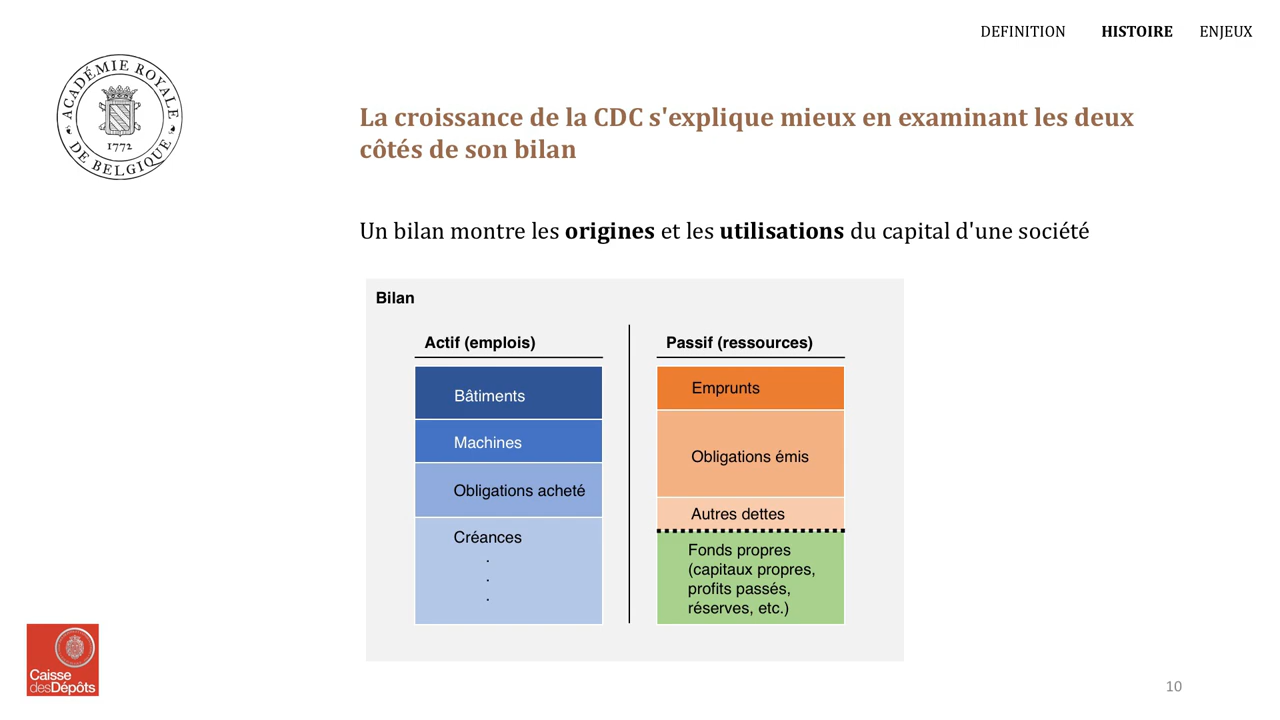 DEFINITION HISTOIRE ENJEUX
ACADÉMIE ROYALE
DE BELGIQUE
1772
La croissance de la CDC s'explique mieux en examinant les deux
côtés de son bilan
Un bilan montre les origines et les utilisations du capital d'une société
Bilan
Actif (emplois)
Bâtiments
Machines
Obligations acheté
Créances
.
.
.
Passif (ressources)
Emprunts
Obligations émis
Autres dettes
Fonds propres
(capitaux propres,
profits passés,
réserves, etc.)
Caisse
desDépôts
10